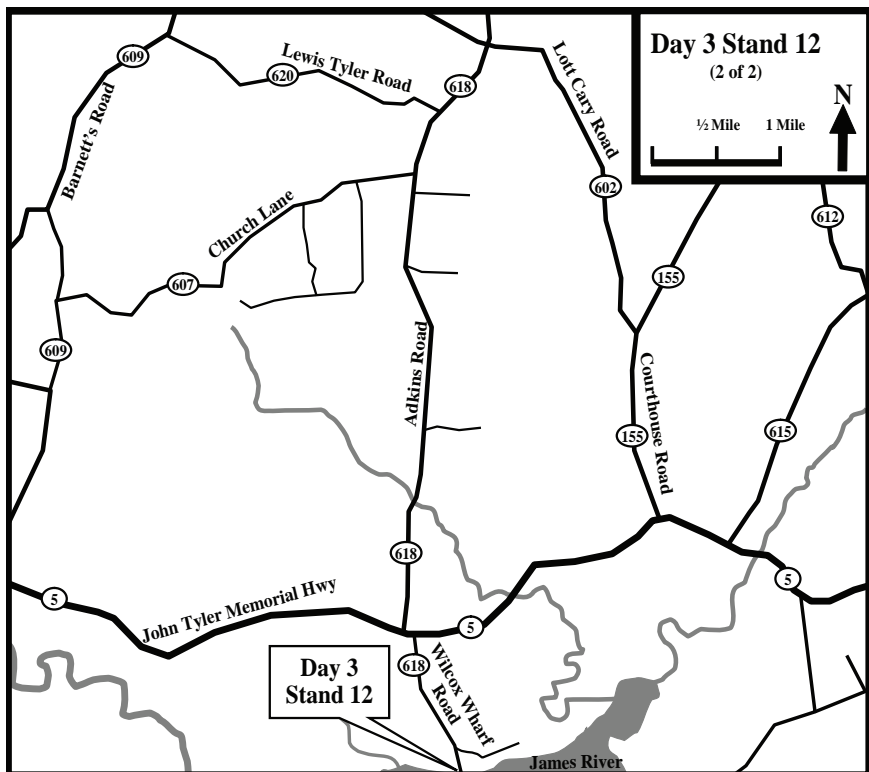 Day 3 Stand 12
(2 of 2)
½ Mile 1 Mile
N
609
Lewis Tyler Road
620
618
Lott Cary Road
Barnett's Road
602
612
Church Lane
607
155
609
Adkins Road
Courthouse Road
155
615
618
5
John Tyler Memorial Hwy
5
5
618
Wilcox Wharf
Road
Day 3
Stand 12
James River